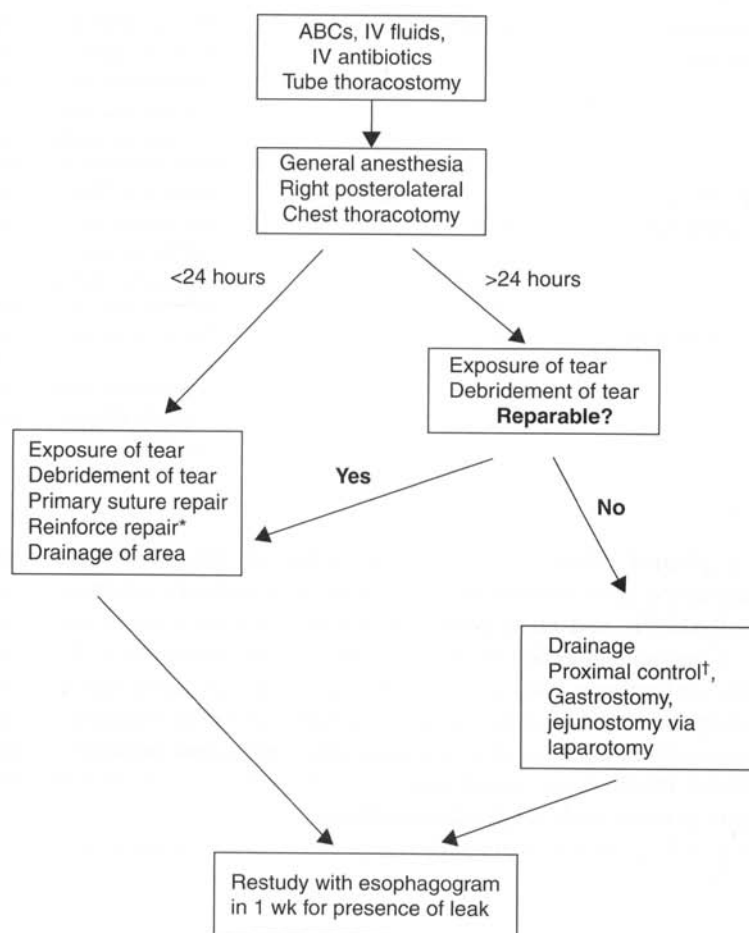 ABCs, IV fluids,
IV antibiotics
Tube thoracostomy
General anesthesia
Right posterolateral
Chest thoracotomy
<24 hours
>24 hours
Exposure of tear
Debridement of tear
Reparable?
Exposure of tear
Debridement of tear
Primary suture repair
Reinforce repair*
Drainage of area
Yes
No
Drainage
Proximal control†,
Gastrostomy,
jejunostomy via
laparotomy
Restudy with esophagogram
in 1 wk for presence of leak